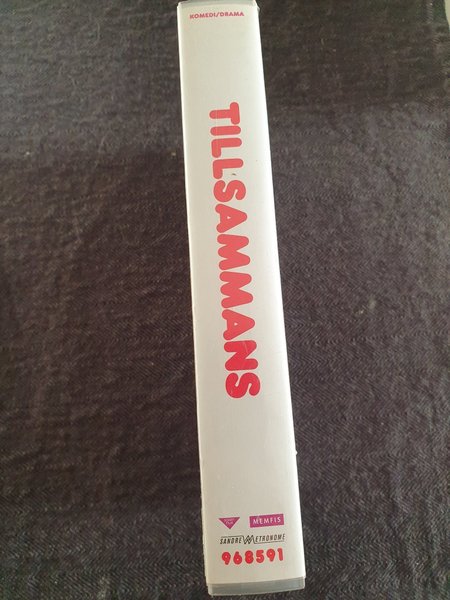 KOMEDI/DRAMA
TILLSAMMANS
MEMFIS
SANDREW METRONOME
968591